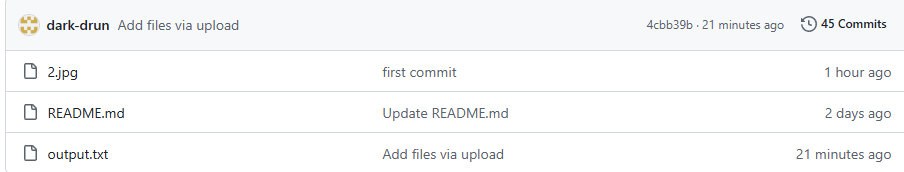 dark-drun Add files via upload 4cbb39b · 21 minutes ago 45 Commits
2.jpg first commit 1 hour ago
README.md Update README.md 2 days ago
output.txt Add files via upload 21 minutes ago